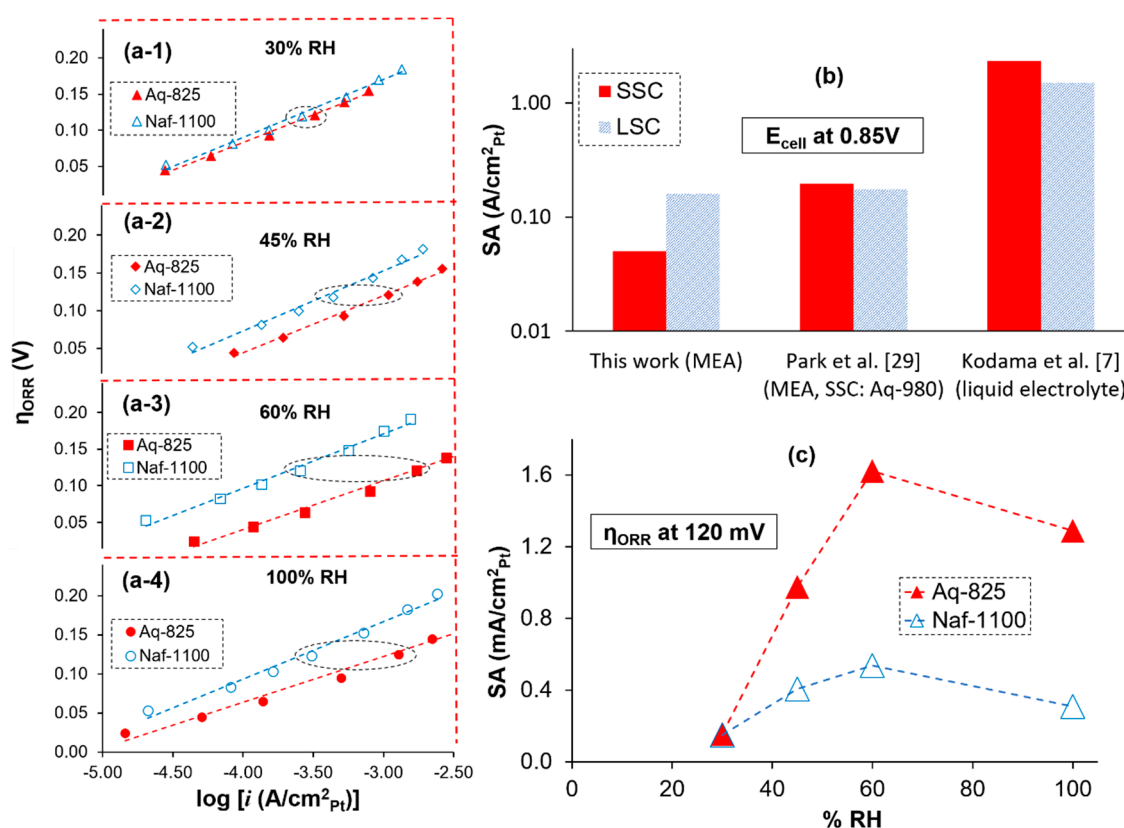 (a-1)
30% RH
0.20
0.15
0.10
0.05
Aq-825
Naf-1100
(a-2)
45% RH
0.20
0.15
0.10
0.05
Aq-825
Naf-1100
(a-3)
60% RH
0.20
0.15
0.10
0.05
Aq-825
Naf-1100
(a-4)
100% RH
0.20
0.15
0.10
0.05
0.00
Aq-825
Naf-1100
ηORR (V)
-5.00 -4.50 -4.00 -3.50 -3.00 -2.50
log [i (A/cm2Pt)]
(b)
SSC
LSC
Ecell at 0.85V
SA (A/cm2Pt)
1.00
0.10
0.01
This work (MEA) Park et al. [29] Kodama et al. [7]
(MEA, SSC: Aq-980) (liquid electrolyte)
(c)
ηORR at 120 mV
Aq-825
Naf-1100
SA (mA/cm2Pt)
1.6
1.2
0.8
0.4
0.0
0 20 40 60 80 100
% RH